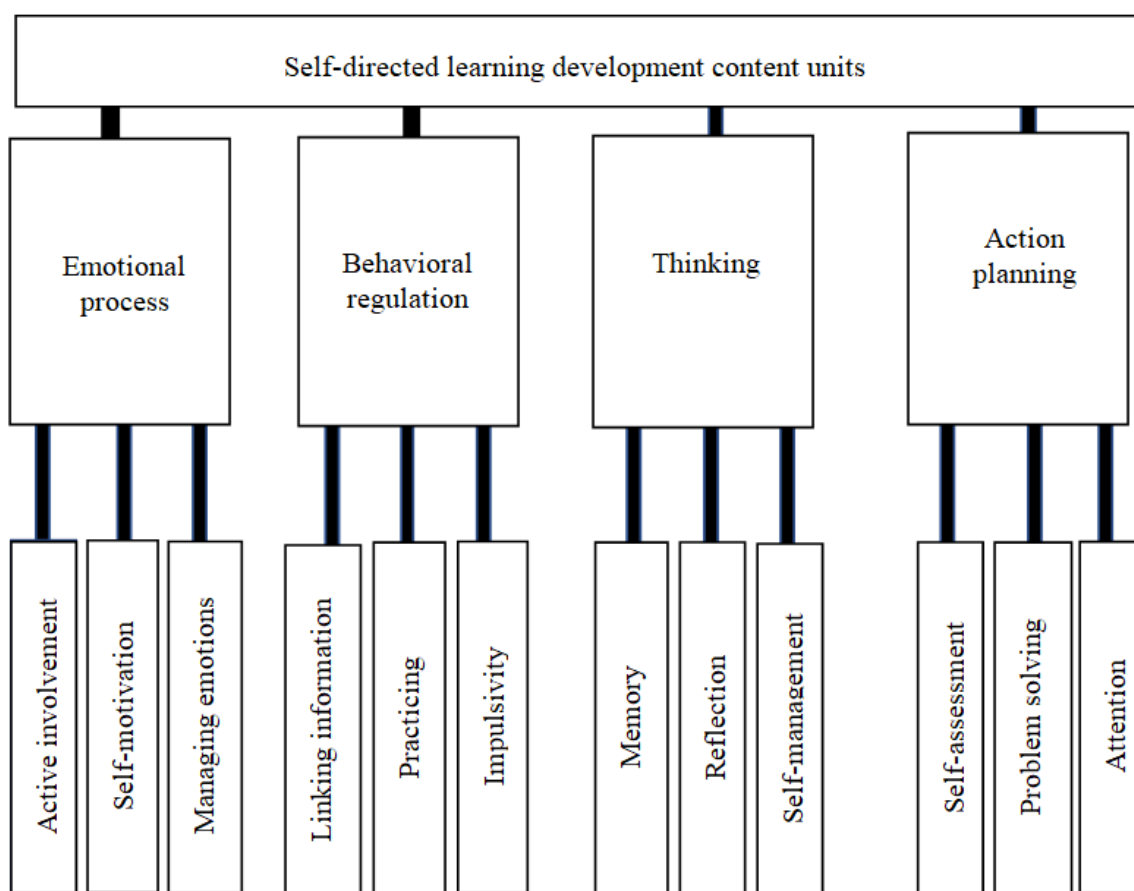 Self-directed learning development content units
Emotional
process
Behavioral
regulation
Thinking
Action
planning
Active involvement
Self-motivation
Managing emotions
Linking information
Practicing
Impulsivity
Memory
Reflection
Self-management
Self-assessment
Problem solving
Attention